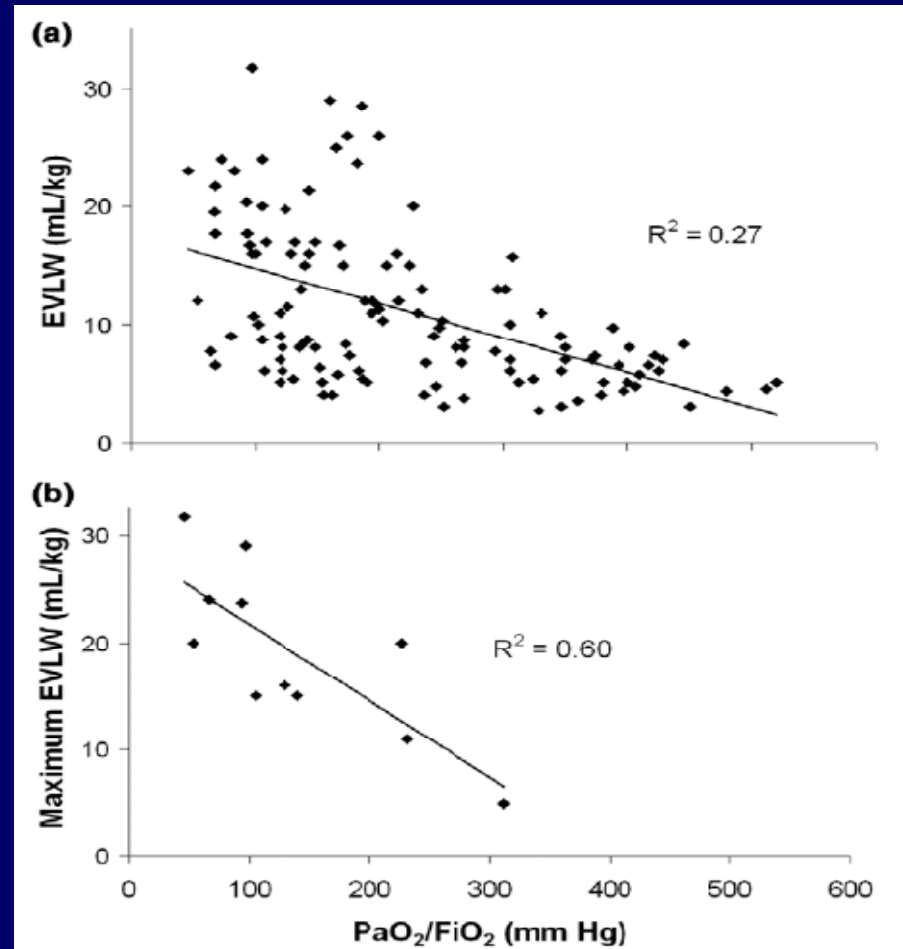 (a)
30
20
10
0
EVLW (mL/kg)
R² = 0.27
(b)
30
20
10
0
Maximum EVLW (mL/kg)
R² = 0.60
0 100 200 300 400 500 600
PaO₂/FiO₂ (mm Hg)